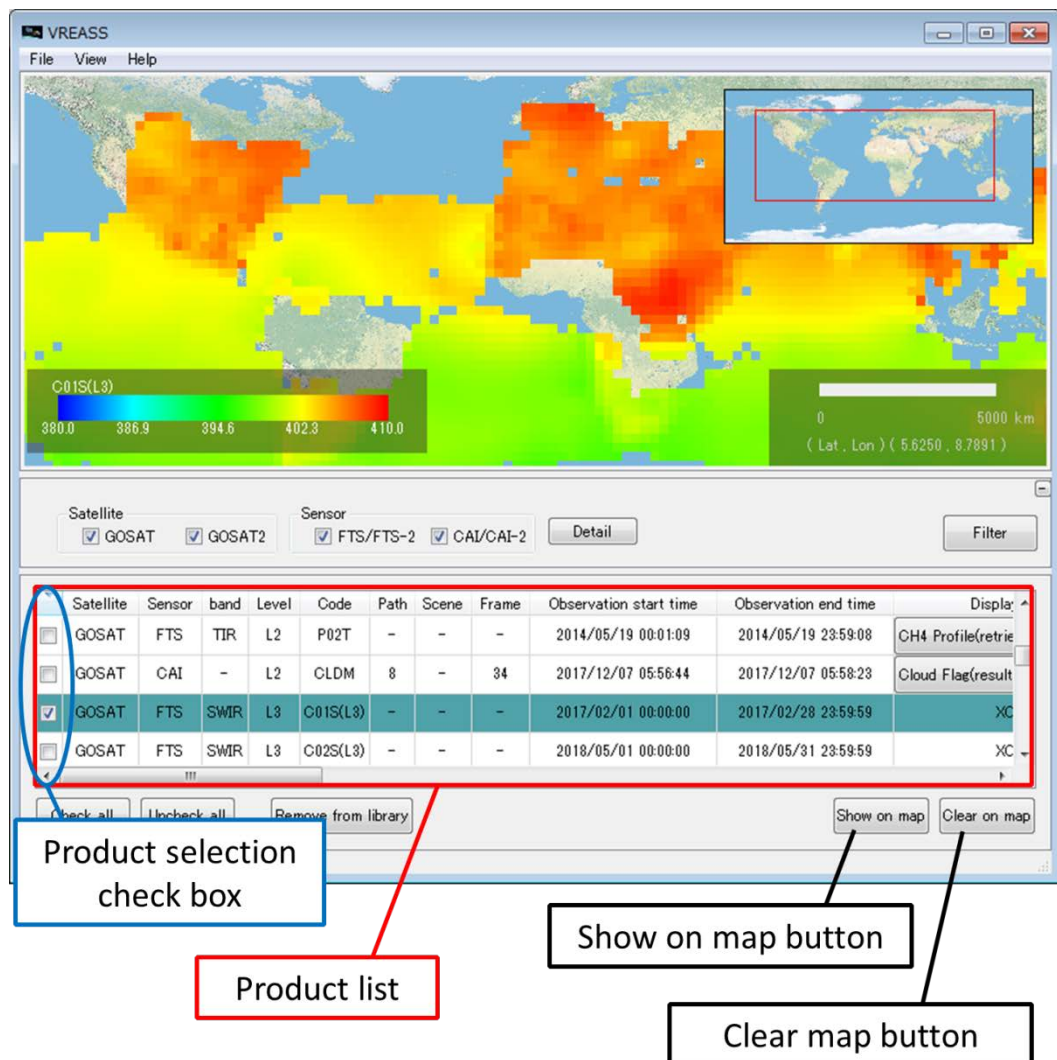 VREASS
File View Help
C01S(L3)
380.0 386.9 394.6 402.3 410.0
0 5000 km
( Lat , Lon ) ( 5.6250 , 8.7891 )
Satellite Sensor
GOSAT GOSAT2 FTS/FTS-2 CAI/CAI-2 Detail Filter
Satellite Sensor band Level Code Path Scene Frame Observation start time Observation end time Display
GOSAT FTS TIR L2 P02T - - - 2014/05/19 00:01:09 2014/05/19 23:59:08 CH4 Profile(retrie
GOSAT CAI - L2 CLDM 8 - 34 2017/12/07 05:56:44 2017/12/07 05:58:23 Cloud Flag(result
GOSAT FTS SWIR L3 C01S(L3) - - - 2017/02/01 00:00:00 2017/02/28 23:59:59 XC
GOSAT FTS SWIR L3 C02S(L3) - - - 2018/05/01 00:00:00 2018/05/31 23:59:59 XC
Check all Uncheck all Remove from library Show on map Clear on map
Product selection
check box
Show on map button
Product list
Clear map button